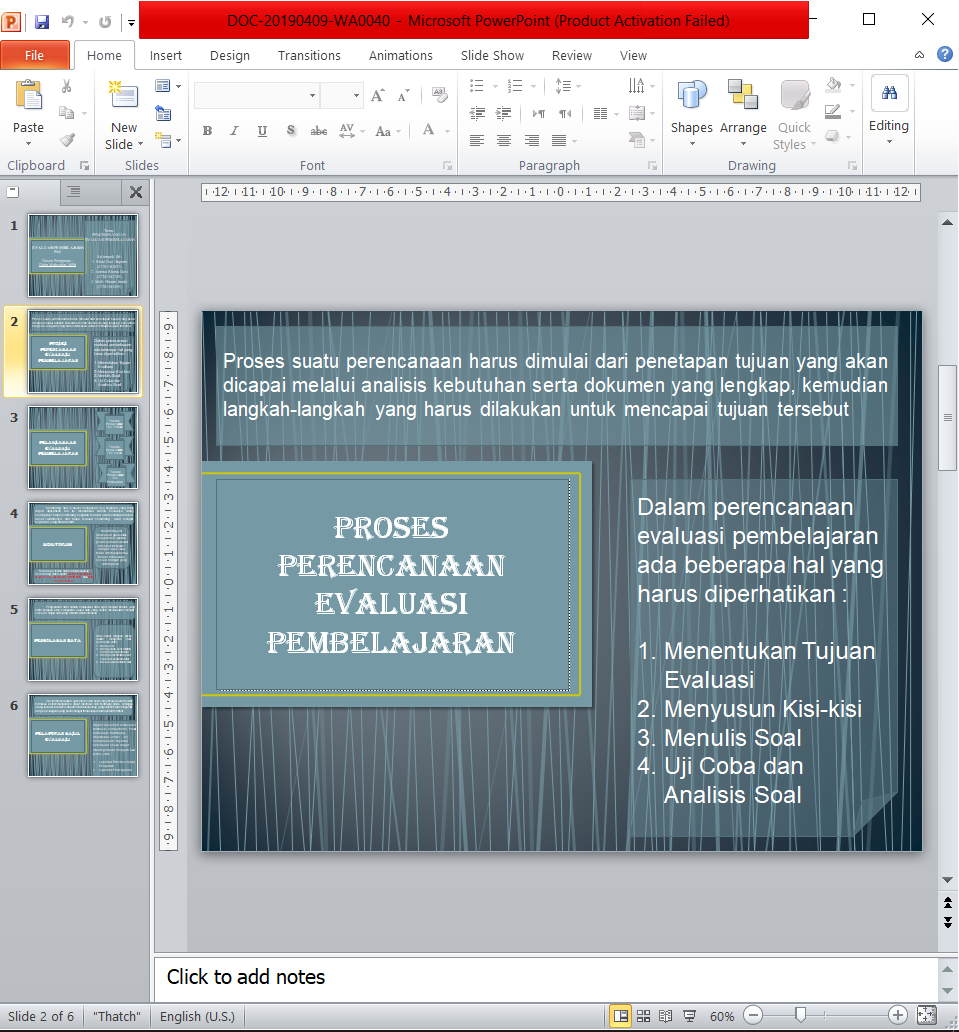 DOC-20190409-WA0040 - Microsoft PowerPoint (Product Activation Failed)
File Home Insert Design Transitions Animations Slide Show Review View
Paste
New
Slide
Shapes Arrange Quick
Styles
Editing
Clipboard Slides Font Paragraph Drawing
1
2
3
4
5
6
Proses suatu perencanaan harus dimulai dari penetapan tujuan yang akan
dicapai melalui analisis kebutuhan serta dokumen yang lengkap, kemudian
langkah-langkah yang harus dilakukan untuk mencapai tujuan tersebut
PROSES
PERENCANAAN
EVALUASI
PEMBELAJARAN
Dalam perencanaan
evaluasi pembelajaran
ada beberapa hal yang
harus diperhatikan :
1. Menentukan Tujuan
Evaluasi
2. Menyusun Kisi-kisi
3. Menulis Soal
4. Uji Coba dan
Analisis Soal
Click to add notes
Slide 2 of 6 "Thatch" English (U.S.) 60%